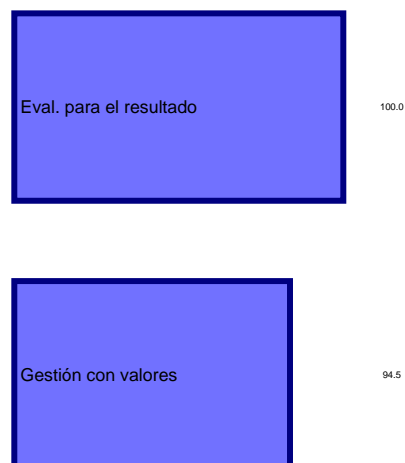 Eval. para el resultado 100.0
Gestión con valores 94.5